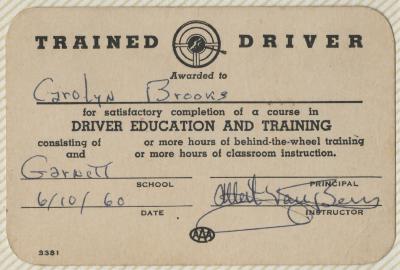 TRAINED DRIVER
Awarded to
Carolyn Brooks
for satisfactory completion of a course in
DRIVER EDUCATION AND TRAINING
consisting of or more hours of behind-the-wheel training
and or more hours of classroom instruction.
Garnett
SCHOOL PRINCIPAL
6/10/60 Albert Van
DATE INSTRUCTOR
AAA
3381